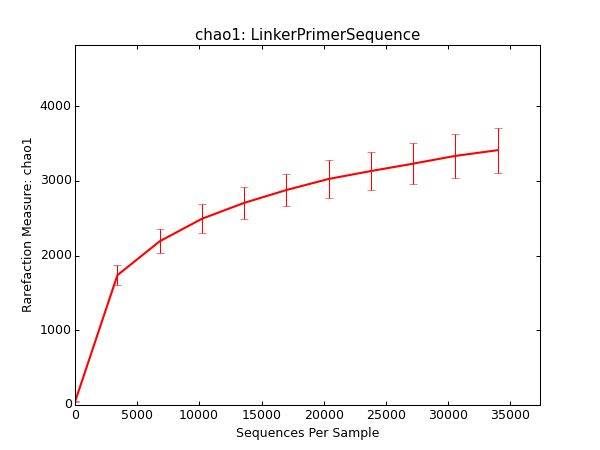 chao1: LinkerPrimerSequence
Rarefaction Measure: chao1
4000
3000
2000
1000
0
0 5000 10000 15000 20000 25000 30000 35000
Sequences Per Sample